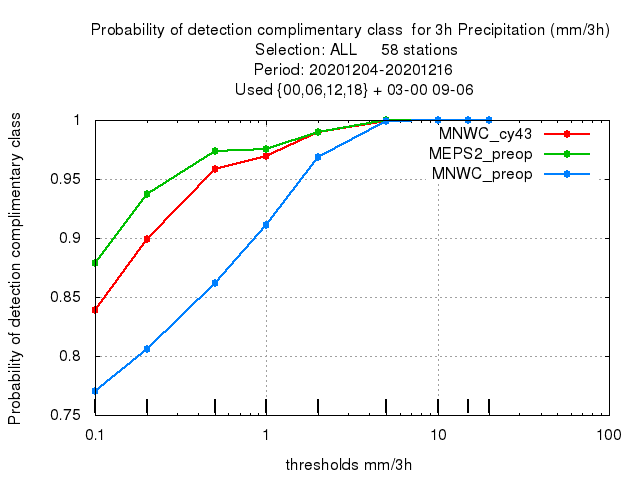 Probability of detection complimentary class  for 3h Precipitation (mm/3h)
Selection: ALL     58 stations
Period: 20201204-20201216
Used {00,06,12,18} + 03-00 09-06
Probability of detection complimentary class
1
0.95
0.9
0.85
0.8
0.75
MNWC_cy43
MEPS2_preop
MNWC_preop
0.1 1 10 100
thresholds mm/3h